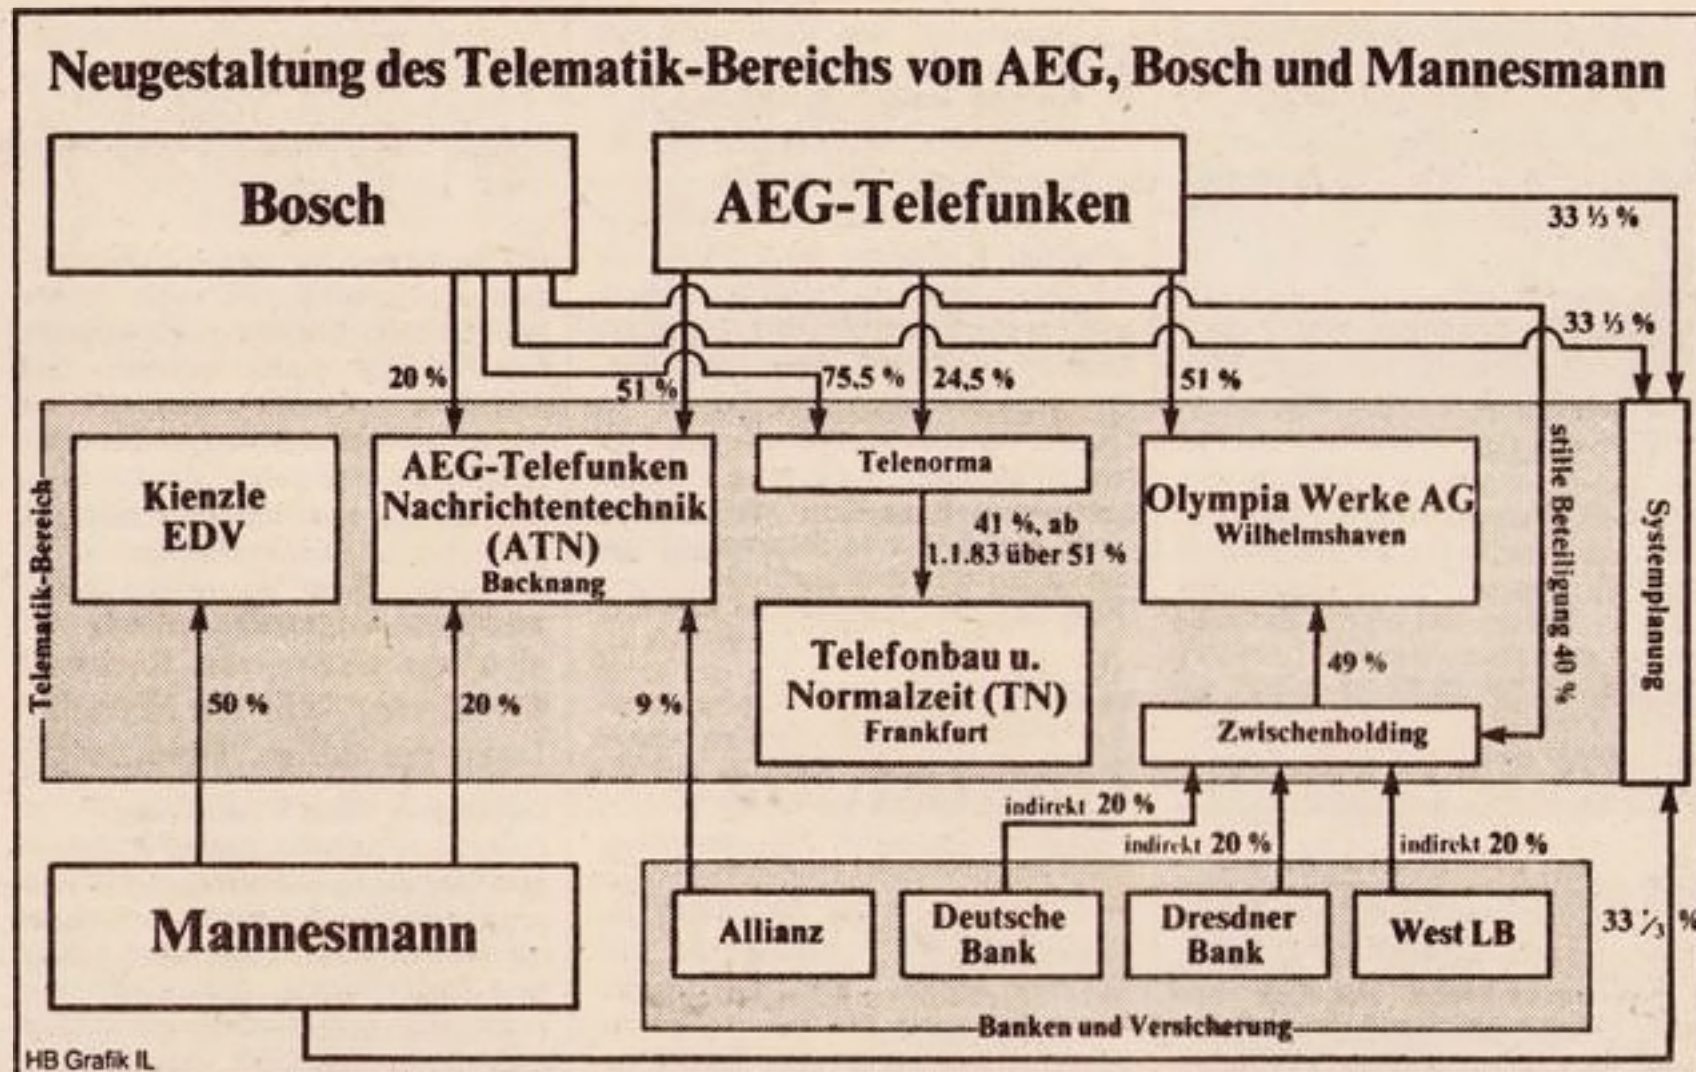 Neugestaltung des Telematik-Bereichs von AEG, Bosch und Mannesmann
Bosch
AEG-Telefunken
33 ⅓ %
33 ⅓ %
20 %
51 %
75,5 %
24,5 %
51 %
stille Beteiligung 40 %
Telematik-Bereich
Kienzle
EDV
AEG-Telefunken
Nachrichtentechnik
(ATN)
Backnang
Telenorma
41 %, ab
1.1.83 über 51 %
Telefonbau u.
Normalzeit (TN)
Frankfurt
Olympia Werke AG
Wilhelmshaven
49 %
Zwischenholding
Systemplanung
50 %
20 %
9 %
indirekt 20 %
indirekt 20 %
indirekt 20 %
Mannesmann
Allianz
Deutsche
Bank
Dresdner
Bank
West LB
33 ⅓ %
Banken und Versicherung
HB Grafik IL